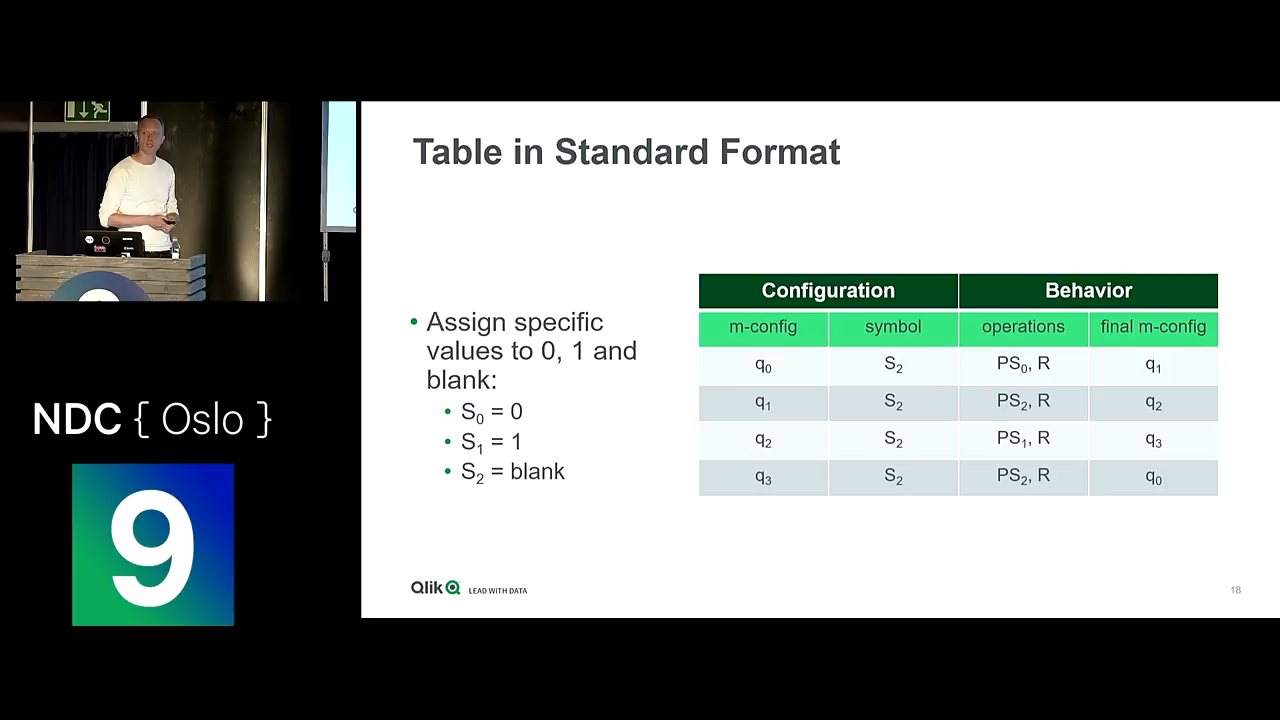 Table in Standard Format
• Assign specific
values to 0, 1 and
blank:
• S₀ = 0
• S₁ = 1
• S₂ = blank
Configuration Behavior
m-config symbol operations final m-config
q₀ S₂ PS₀, R q₁
q₁ S₂ PS₂, R q₂
q₂ S₂ PS₁, R q₃
q₃ S₂ PS₂, R q₀
Qlik LEAD WITH DATA
18
NDC { Oslo }
9